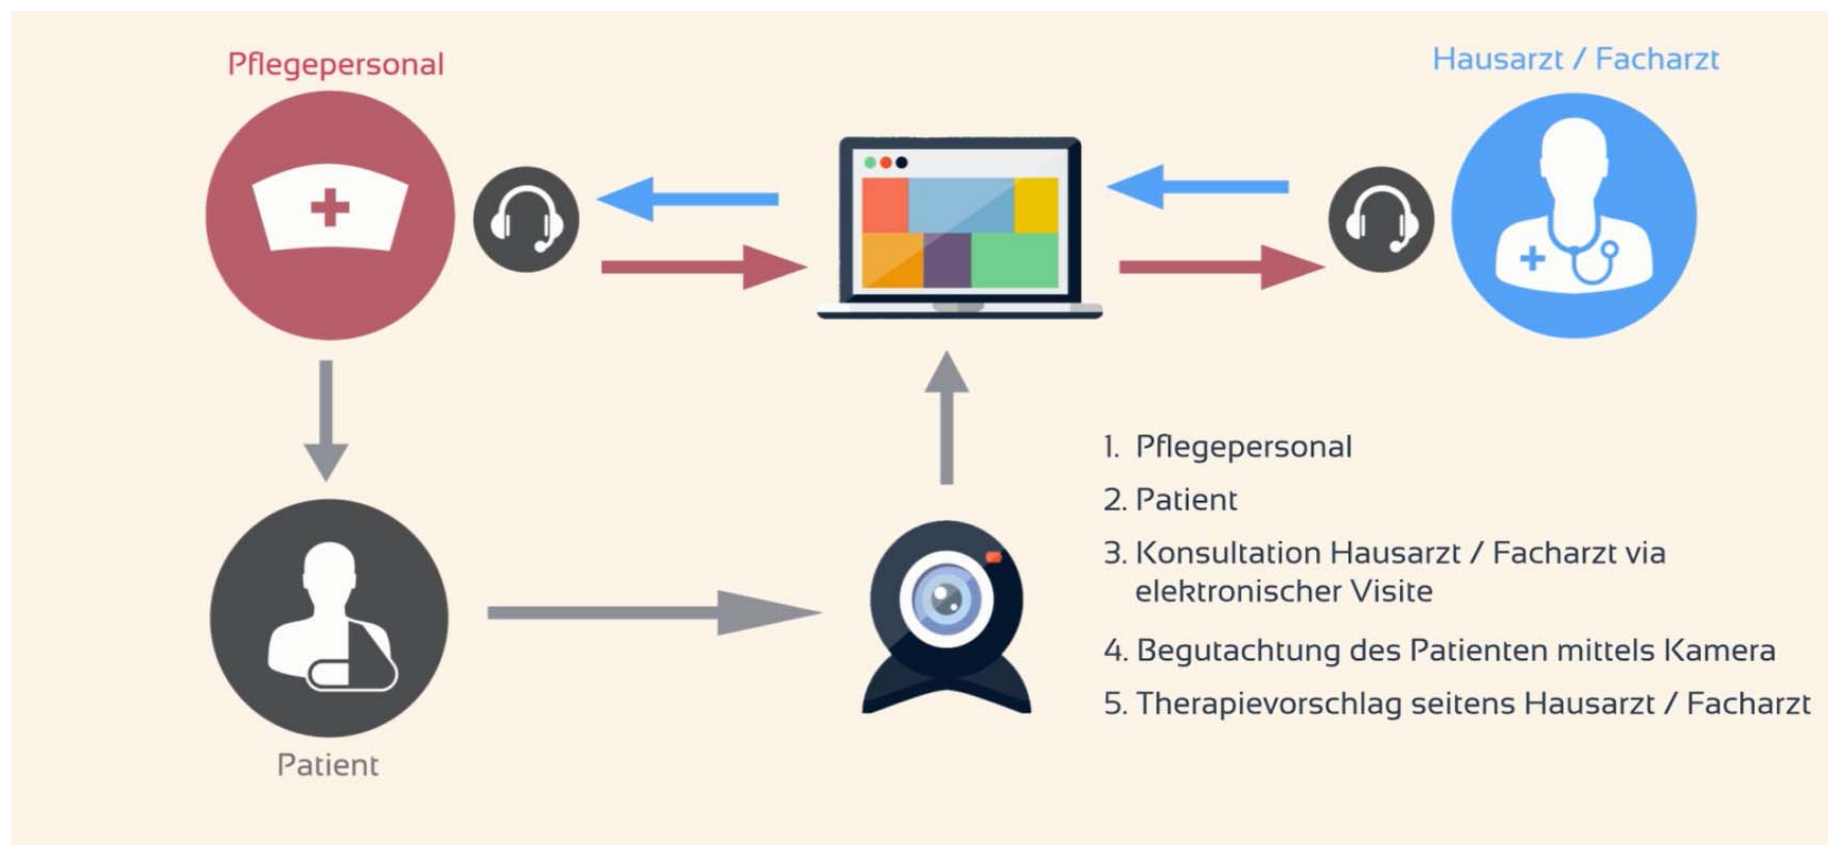 Pflegepersonal
Hausarzt / Facharzt
1. Pflegepersonal
2. Patient
3. Konsultation Hausarzt / Facharzt via
elektronischer Visite
4. Begutachtung des Patienten mittels Kamera
5. Therapievorschlag seitens Hausarzt / Facharzt
Patient